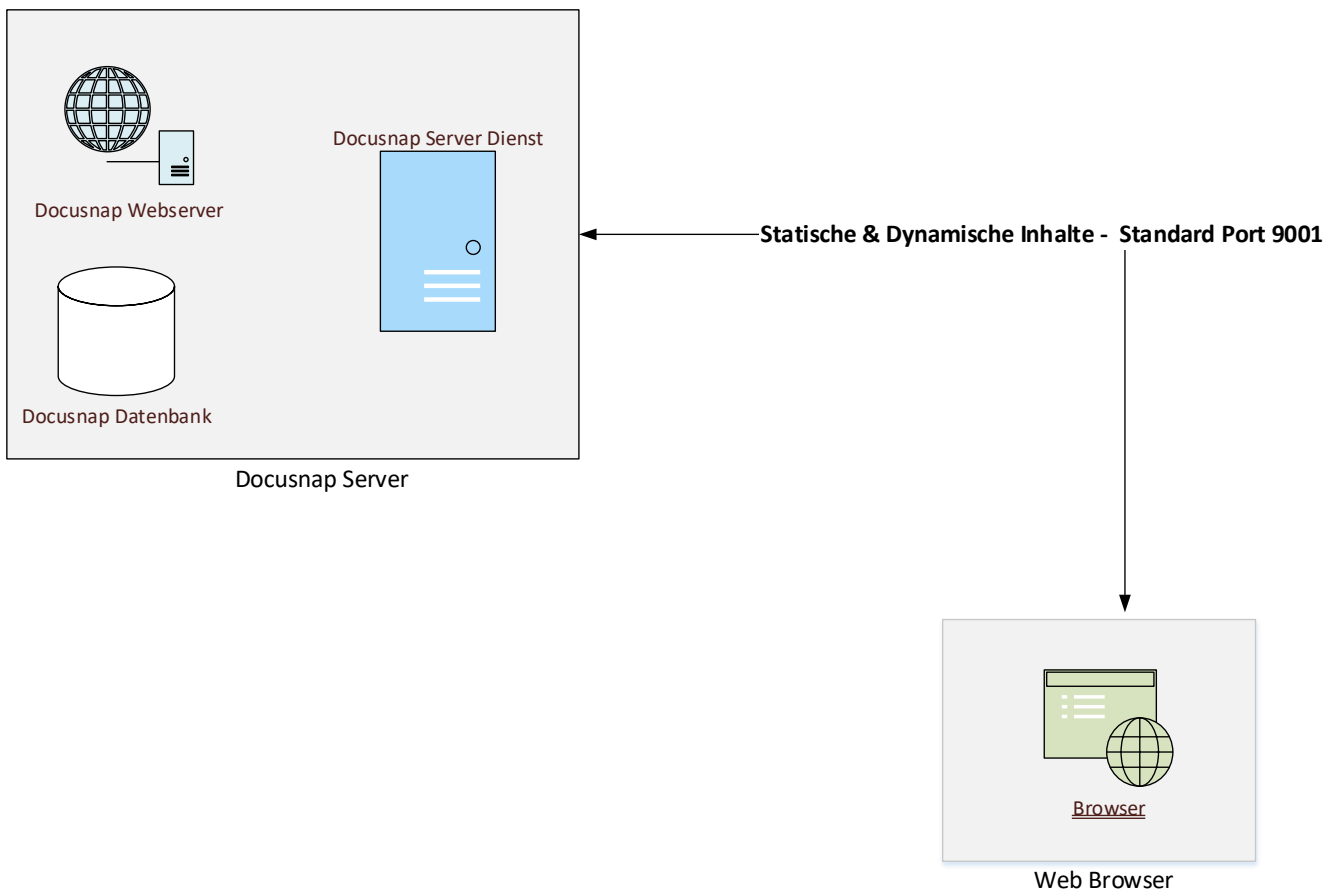 Docusnap Server Dienst
Docusnap Webserver
Statische & Dynamische Inhalte -  Standard Port 9001
Docusnap Datenbank
Docusnap Server
Browser
Web Browser